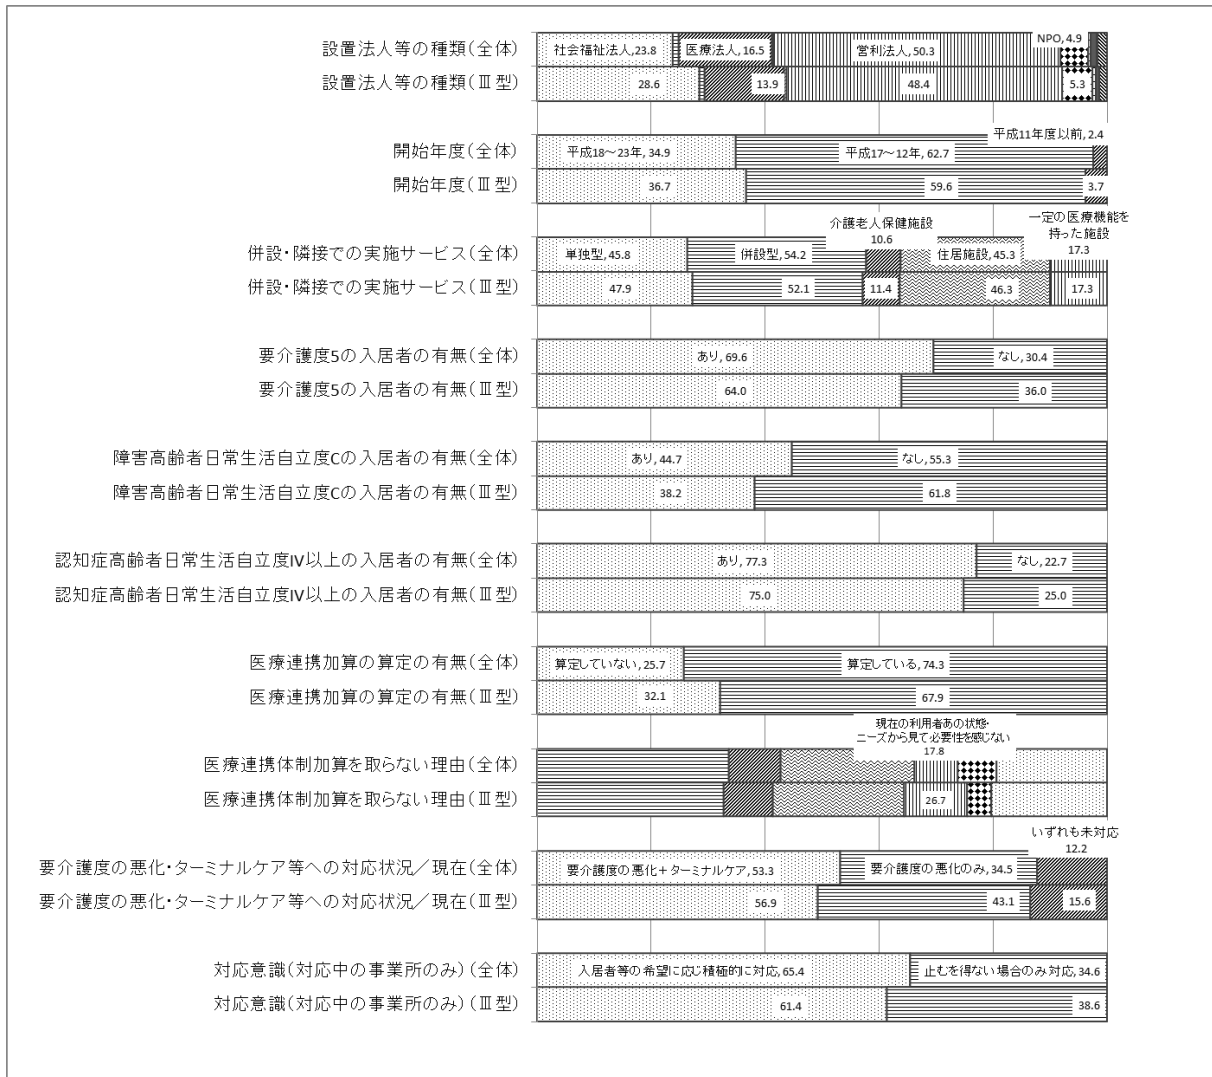 設置法人等の種類(全体)
社会福祉法人,23.8
医療法人,16.5
営利法人,50.3
NPO,4.9
設置法人等の種類(Ⅲ型)
28.6
13.9
48.4
5.3
開始年度(全体)
平成18～23年,34.9
平成17～12年,62.7
平成11年度以前,2.4
開始年度(Ⅲ型)
36.7
59.6
3.7
併設・隣接での実施サービス(全体)
単独型,45.8
併設型,54.2
介護老人保健施設
10.6
住居施設,45.3
一定の医療機能を
持った施設
17.3
併設・隣接での実施サービス(Ⅲ型)
47.9
52.1
11.4
46.3
17.3
要介護度5の入居者の有無(全体)
あり,69.6
なし,30.4
要介護度5の入居者の有無(Ⅲ型)
64.0
36.0
障害高齢者日常生活自立度Cの入居者の有無(全体)
あり,44.7
なし,55.3
障害高齢者日常生活自立度Cの入居者の有無(Ⅲ型)
38.2
61.8
認知症高齢者日常生活自立度Ⅳ以上の入居者の有無(全体)
あり,77.3
なし,22.7
認知症高齢者日常生活自立度Ⅳ以上の入居者の有無(Ⅲ型)
75.0
25.0
医療連携加算の算定の有無(全体)
算定していない,25.7
算定している,74.3
医療連携加算の算定の有無(Ⅲ型)
32.1
67.9
医療連携体制加算を取らない理由(全体)
現在の利用者あの状態・
ニーズから見て必要性を感じない
17.8
医療連携体制加算を取らない理由(Ⅲ型)
26.7
要介護度の悪化・ターミナルケア等への対応状況／現在(全体)
要介護度の悪化＋ターミナルケア,53.3
要介護度の悪化のみ,34.5
いずれも未対応
12.2
要介護度の悪化・ターミナルケア等への対応状況／現在(Ⅲ型)
56.9
43.1
15.6
対応意識(対応中の事業所のみ)(全体)
入居者等の希望に応じ積極的に対応,65.4
止むを得ない場合のみ対応,34.6
対応意識(対応中の事業所のみ)(Ⅲ型)
61.4
38.6